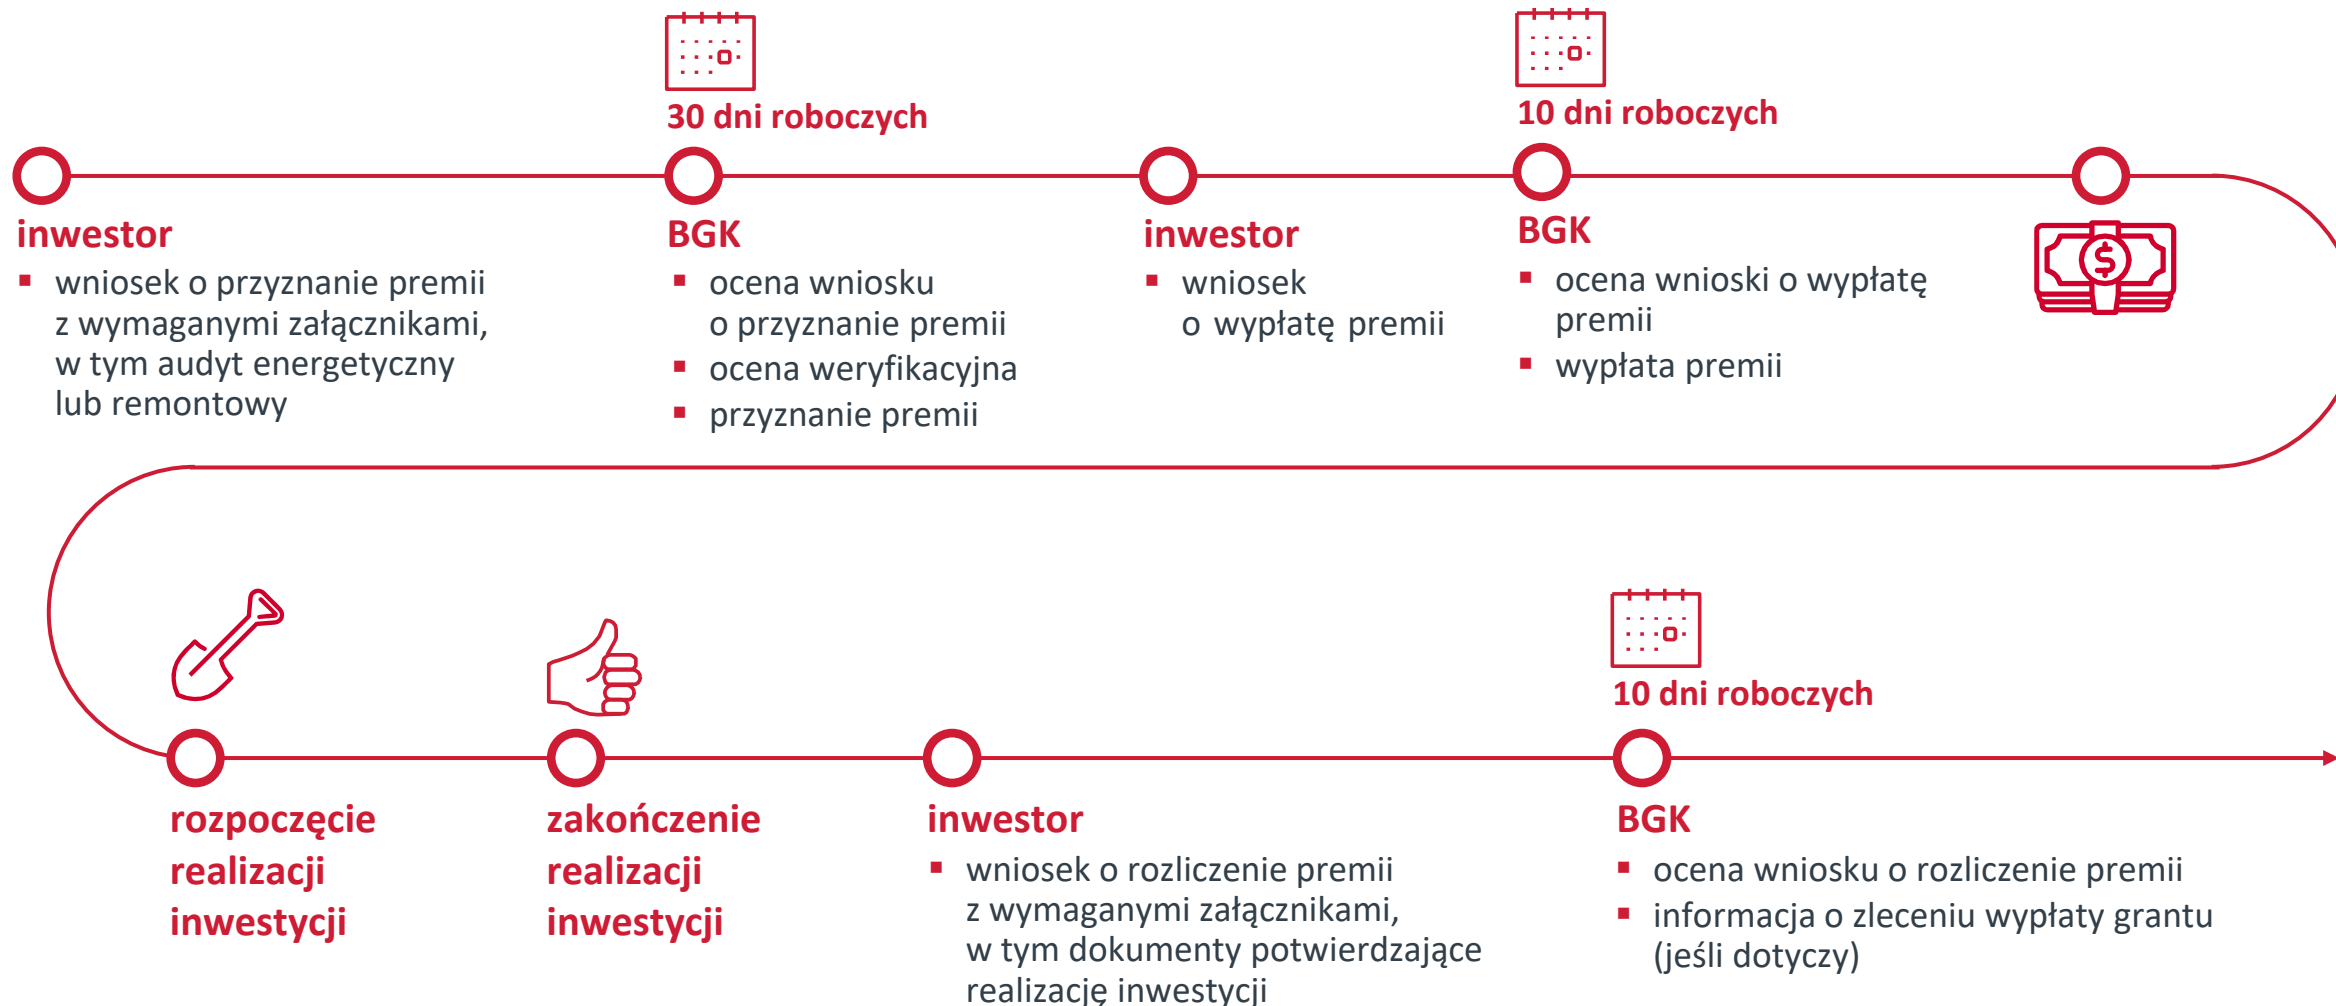 30 dni roboczych
10 dni roboczych
inwestor
▪ wniosek o przyznanie premii
z wymaganymi załącznikami,
w tym audyt energetyczny
lub remontowy
BGK
▪ ocena wniosku
o przyznanie premii
▪ ocena weryfikacyjna
▪ przyznanie premii
inwestor
▪ wniosek
o wypłatę premii
BGK
▪ ocena wnioski o wypłatę
premii
▪ wypłata premii
$
10 dni roboczych
rozpoczęcie
realizacji
inwestycji
zakończenie
realizacji
inwestycji
inwestor
▪ wniosek o rozliczenie premii
z wymaganymi załącznikami,
w tym dokumenty potwierdzające
realizację inwestycji
BGK
▪ ocena wniosku o rozliczenie premii
▪ informacja o zleceniu wypłaty grantu
(jeśli dotyczy)